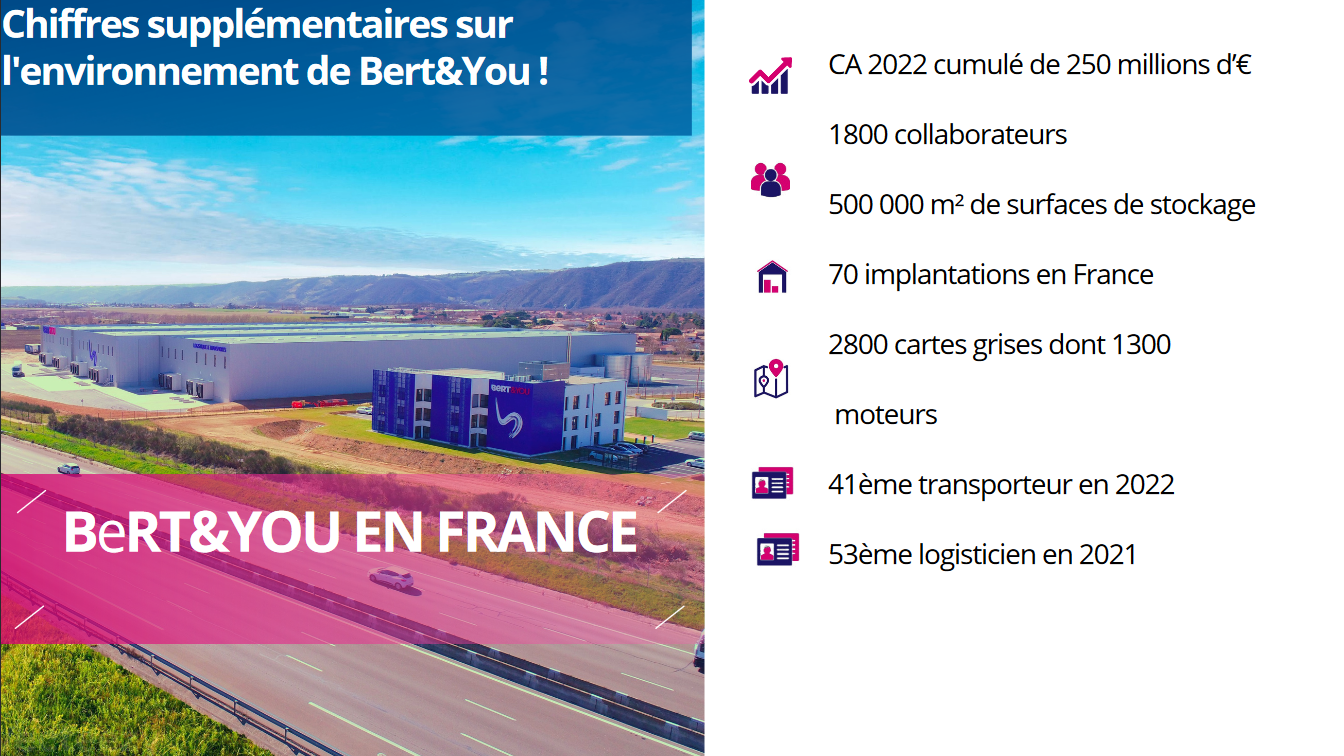 Chiffres supplémentaires sur
l'environnement de Bert&You !
BeRT&YOU
BeRT&YOU EN FRANCE
CA 2022 cumulé de 250 millions d’€
1800 collaborateurs
500 000 m² de surfaces de stockage
70 implantations en France
2800 cartes grises dont 1300
moteurs
41ème transporteur en 2022
53ème logisticien en 2021